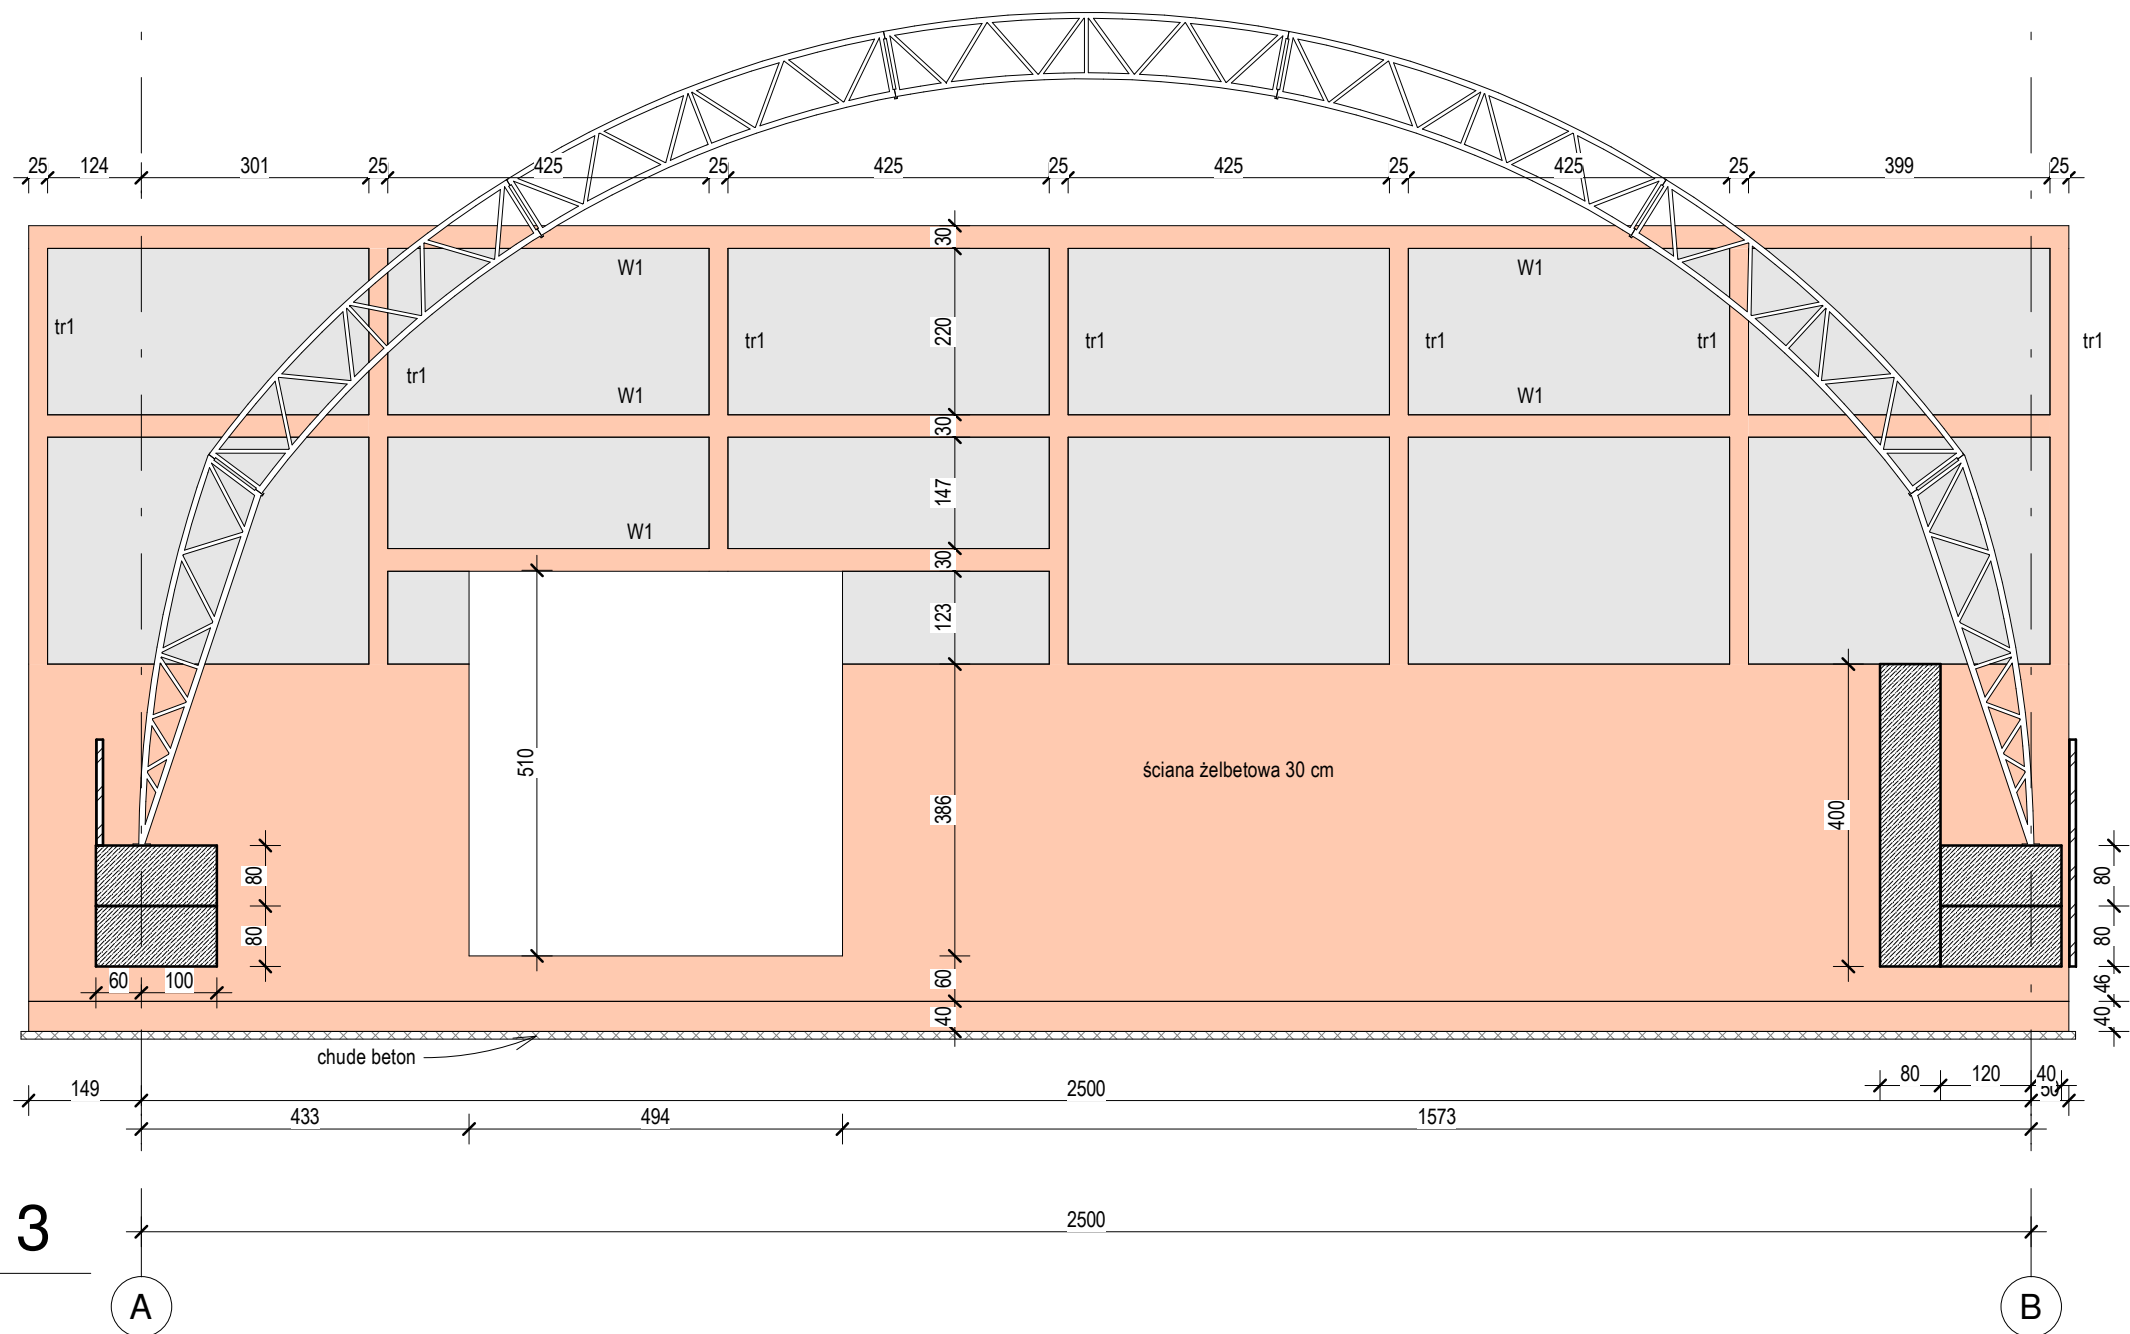 25 124 301 25 425 25 425 25 425 25 425 25 399 25
30
W1 W1
tr1 220 tr1 tr1 tr1 tr1 tr1
tr1
W1 W1
30
147
W1
30
123
510
ściana żelbetowa 30 cm
386
400
80 80
80 80
60 100
60 46
40 40
chude beton
80 120 40
149 2500 50
433 494 1573
3
2500
A B